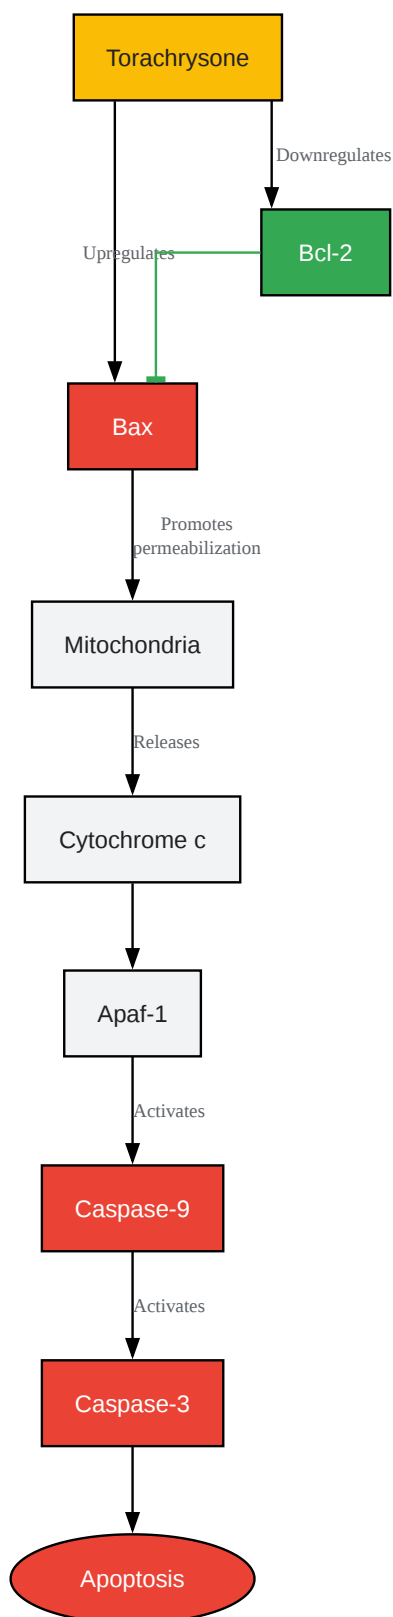 Torachrysone
Downregulates
Upregulates
Bcl-2
Bax
Promotes
permeabilization
Mitochondria
Releases
Cytochrome c
Apaf-1
Activates
Caspase-9
Activates
Caspase-3
Apoptosis